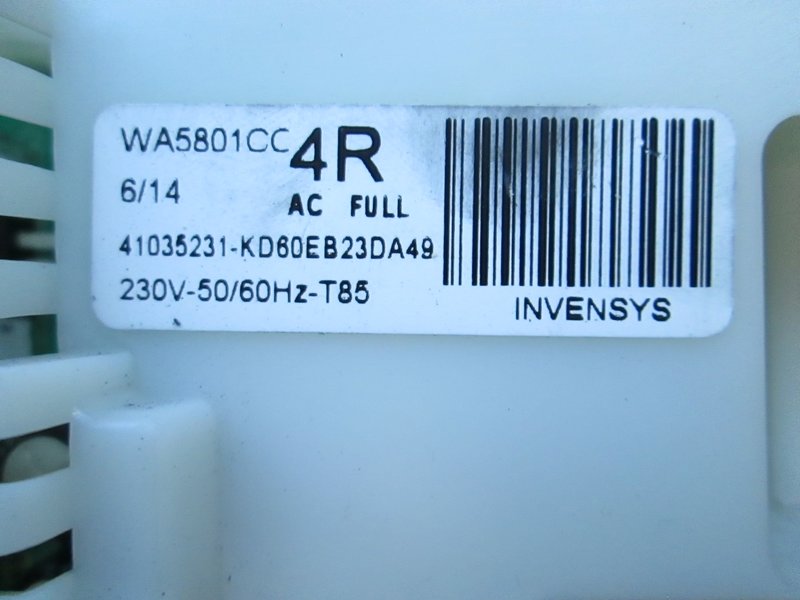 WA5801CC 4R
6/14
AC FULL
41035231-KD60EB23DA49
230V-50/60Hz-T85
INVENSYS